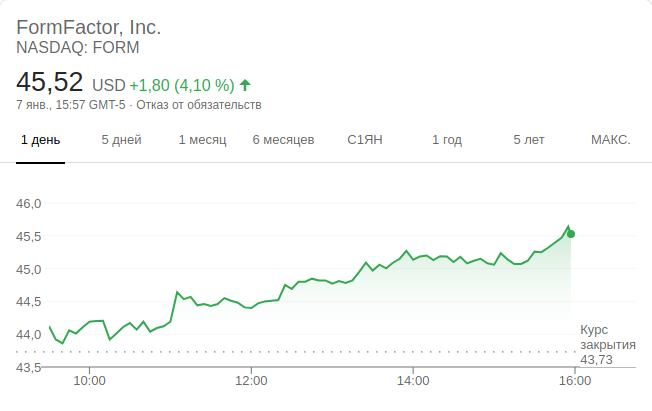 FormFactor, Inc.
NASDAQ: FORM
45,52 USD +1,80 (4,10 %)
7 янв., 15:57 GMT-5 · Отказ от обязательств
1 день 5 дней 1 месяц 6 месяцев С1ЯН 1 год 5 лет МАКС.
46,0
45,5
45,0
44,5
44,0
43,5
Курс
закрытия
43,73
10:00 12:00 14:00 16:00